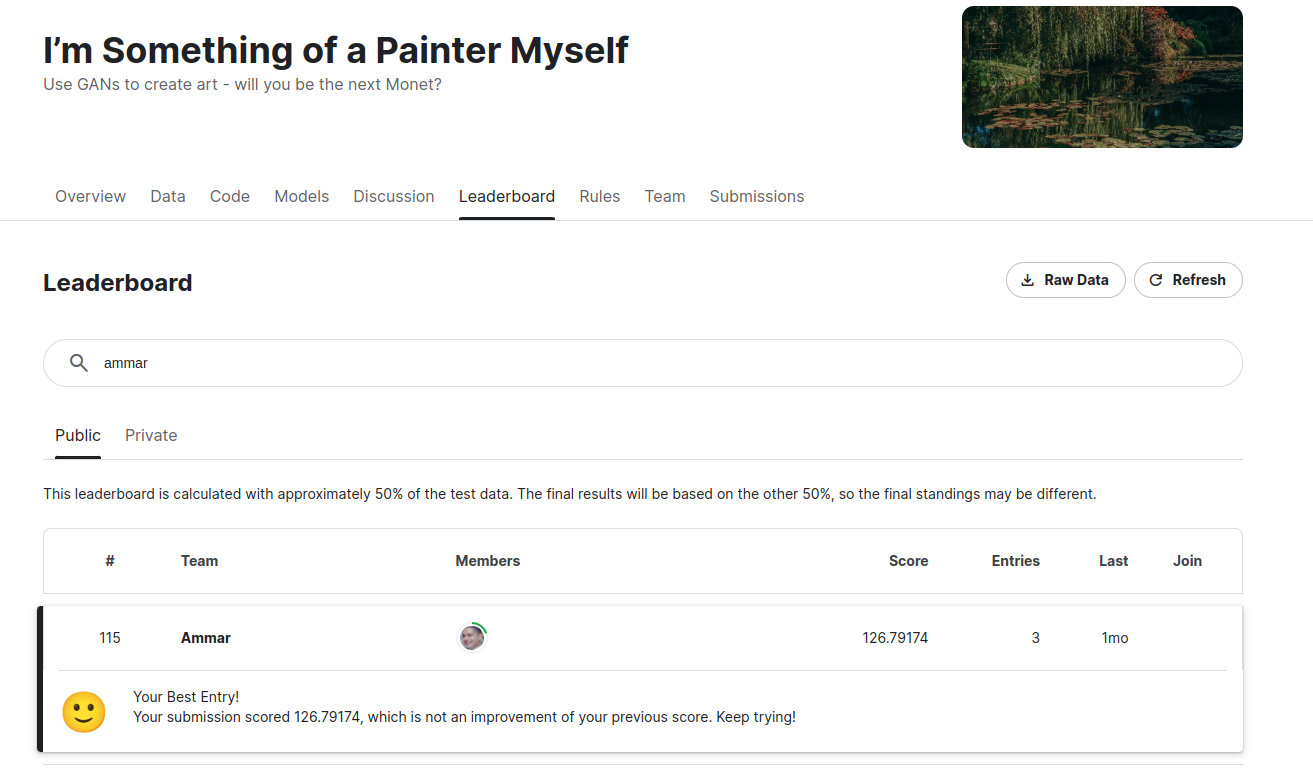 I’m Something of a Painter Myself
Use GANs to create art - will you be the next Monet?
Overview Data Code Models Discussion Leaderboard Rules Team Submissions
Leaderboard
Raw Data Refresh
ammar
Public Private
This leaderboard is calculated with approximately 50% of the test data. The final results will be based on the other 50%, so the final standings may be different.
# Team Members Score Entries Last Join
115 Ammar 126.79174 3 1mo
Your Best Entry!
Your submission scored 126.79174, which is not an improvement of your previous score. Keep trying!